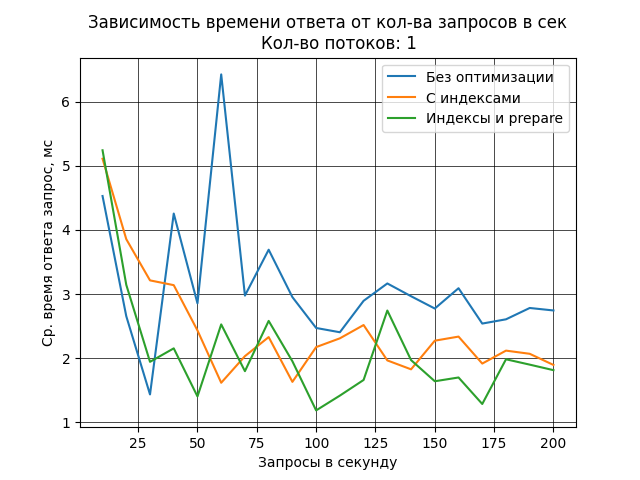 Зависимость времени ответа от кол-ва запросов в сек
Кол-во потоков: 1
Без оптимизации
С индексами
Индексы и prepare
Ср. время ответа запрос, мс
6
5
4
3
2
1
25 50 75 100 125 150 175 200
Запросы в секунду